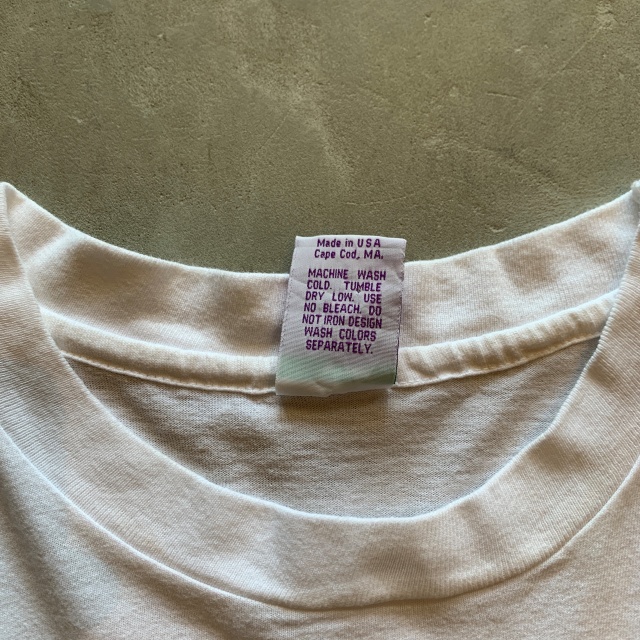 Made in USA
Cape Cod, MA.
MACHINE WASH
COLD. TUMBLE
DRY LOW. USE
NO BLEACH. DO
NOT IRON DESIGN
WASH COLORS
SEPARATELY.